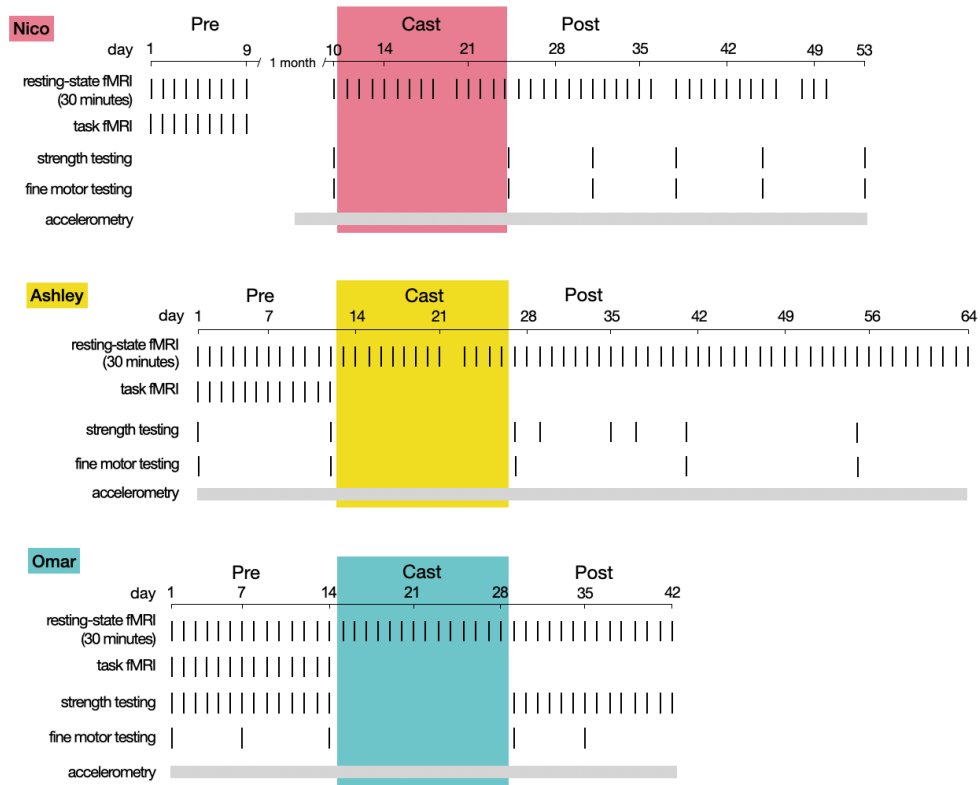 Nico
Pre Cast Post
day 1 9 10 14 21 28 35 42 49 53
1 month
resting-state fMRI
(30 minutes)
task fMRI
strength testing
fine motor testing
accelerometry
Ashley
Pre Cast Post
day 1 7 14 21 28 35 42 49 56 64
resting-state fMRI
(30 minutes)
task fMRI
strength testing
fine motor testing
accelerometry
Omar
Pre Cast Post
day 1 7 14 21 28 35 42
resting-state fMRI
(30 minutes)
task fMRI
strength testing
fine motor testing
accelerometry